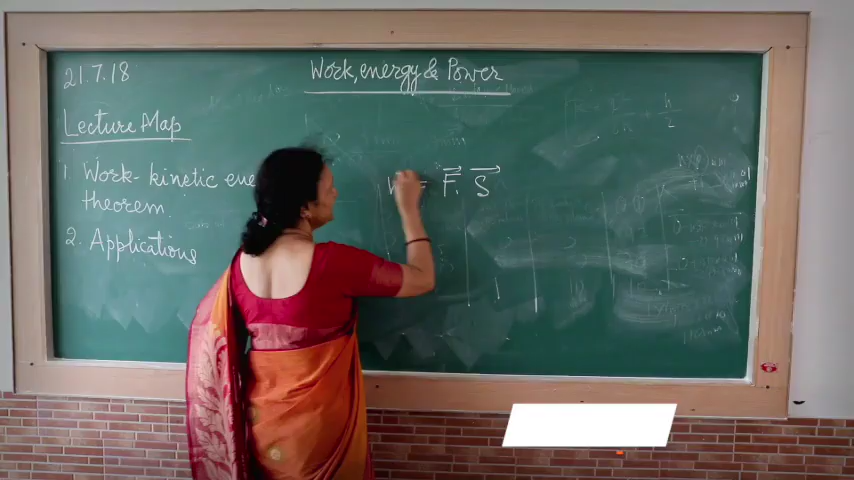 21.7.18
Work, energy & Power
Lecture Map
1 Work- kinetic ene
theorem.
2. Applications
W = F. S